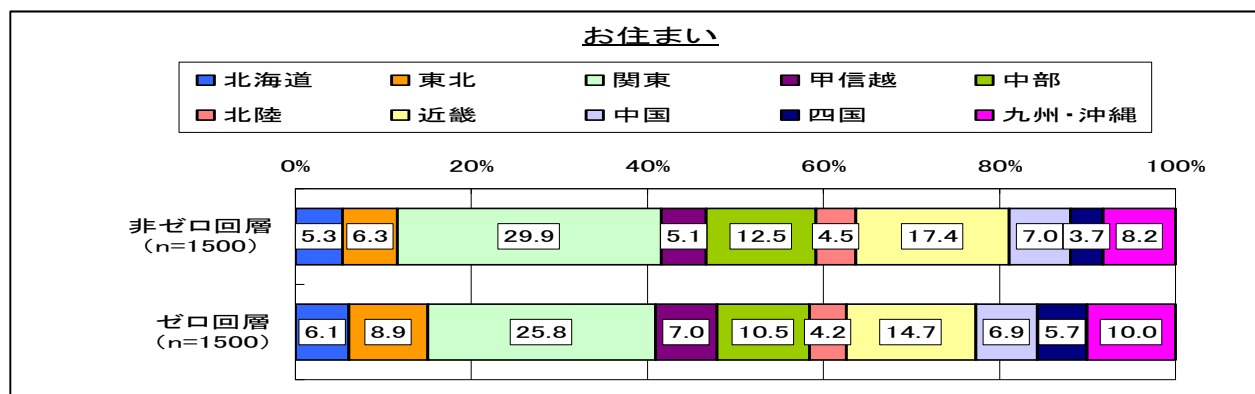 お住まい
北海道 東北 関東 甲信越 中部
北陸 近畿 中国 四国 九州・沖縄
0% 20% 40% 60% 80% 100%
非ゼロ回層
(n=1500)
5.3 6.3 29.9 5.1 12.5 4.5 17.4 7.0 3.7 8.2
ゼロ回層
(n=1500)
6.1 8.9 25.8 7.0 10.5 4.2 14.7 6.9 5.7 10.0